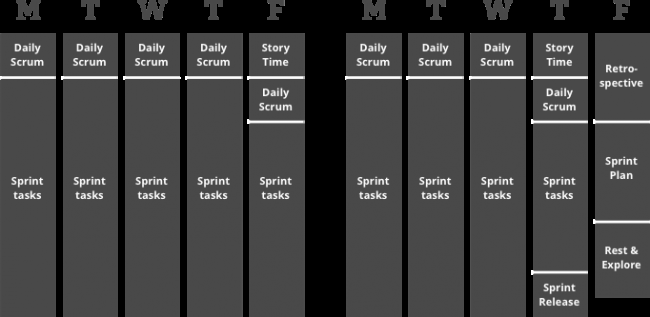 M T W T F M T W T F
Daily Scrum
Sprint tasks
Daily Scrum
Sprint tasks
Daily Scrum
Sprint tasks
Daily Scrum
Sprint tasks
Story Time
Daily Scrum
Sprint tasks
Daily Scrum
Sprint tasks
Daily Scrum
Sprint tasks
Daily Scrum
Sprint tasks
Story Time
Daily Scrum
Sprint tasks
Sprint Release
Retro-
spective
Sprint Plan
Rest & Explore